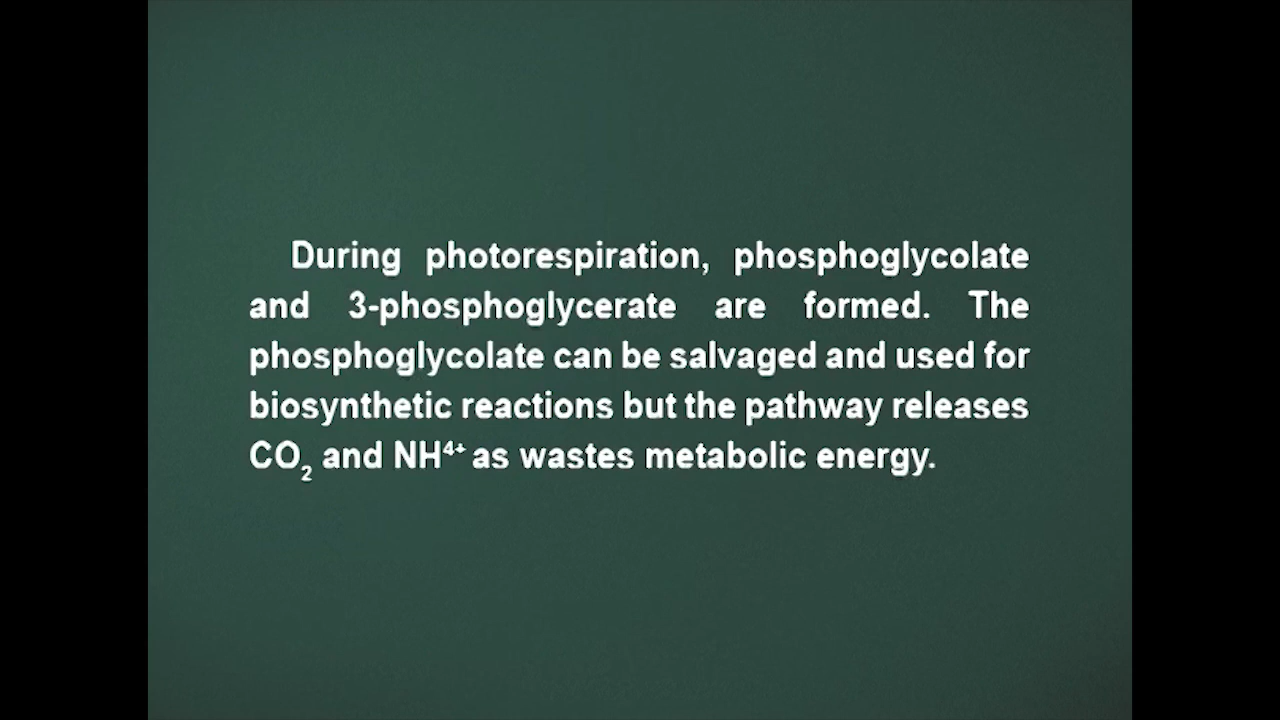 During photorespiration, phosphoglycolate
and 3-phosphoglycerate are formed. The
phosphoglycolate can be salvaged and used for
biosynthetic reactions but the pathway releases
CO₂ and NH⁴⁺ as wastes metabolic energy.